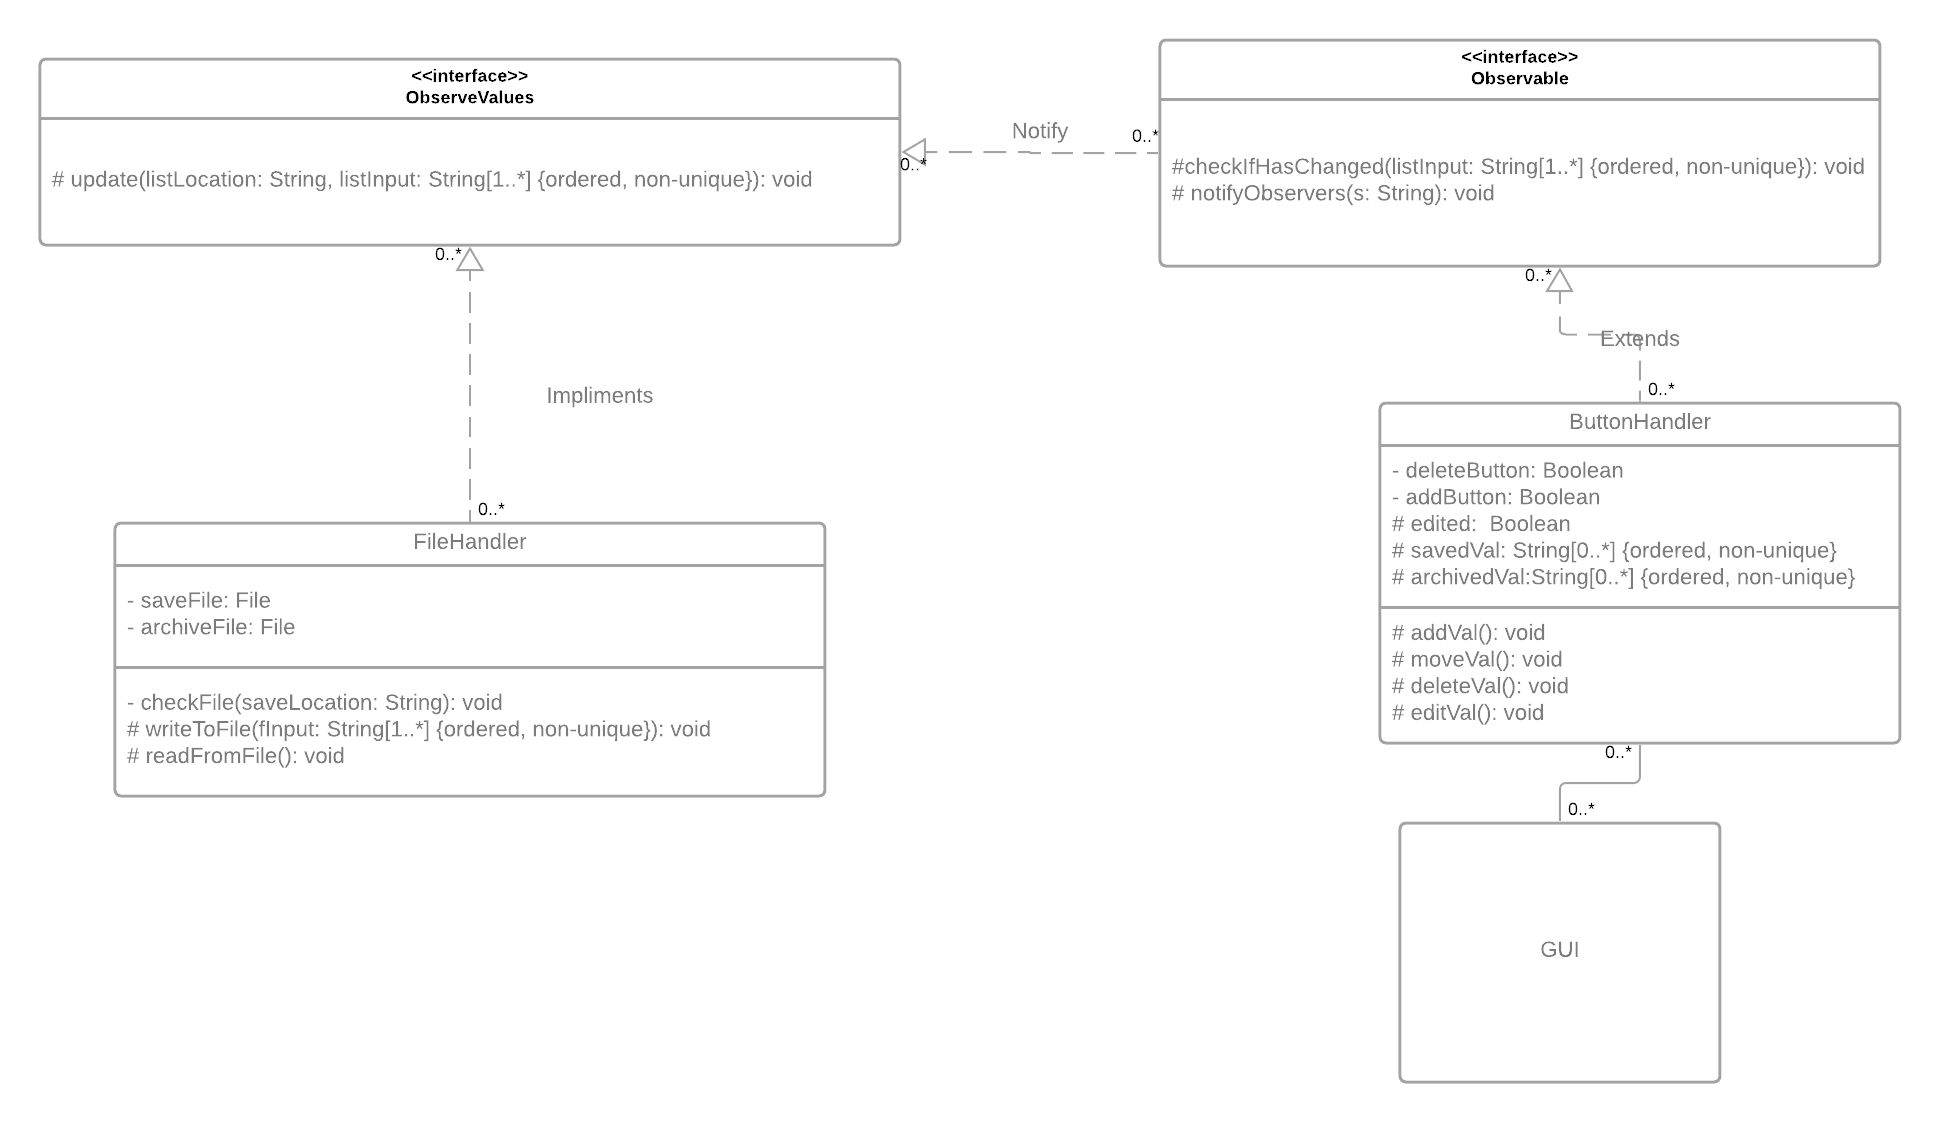 <<interface>>
ObserveValues
# update(listLocation: String, listInput: String[1..*] {ordered, non-unique}): void
0..*
Notify
0..*
<<interface>>
Observable
#checkIfHasChanged(listInput: String[1..*] {ordered, non-unique}): void
# notifyObservers(s: String): void
0..*
Impliments
0..*
FileHandler
- saveFile: File
- archiveFile: File
- checkFile(saveLocation: String): void
# writeToFile(fInput: String[1..*] {ordered, non-unique}): void
# readFromFile(): void
0..*
Extends
0..*
ButtonHandler
- deleteButton: Boolean
- addButton: Boolean
# edited:  Boolean
# savedVal: String[0..*] {ordered, non-unique}
# archivedVal:String[0..*] {ordered, non-unique}
# addVal(): void
# moveVal(): void
# deleteVal(): void
# editVal(): void
0..*
0..*
GUI